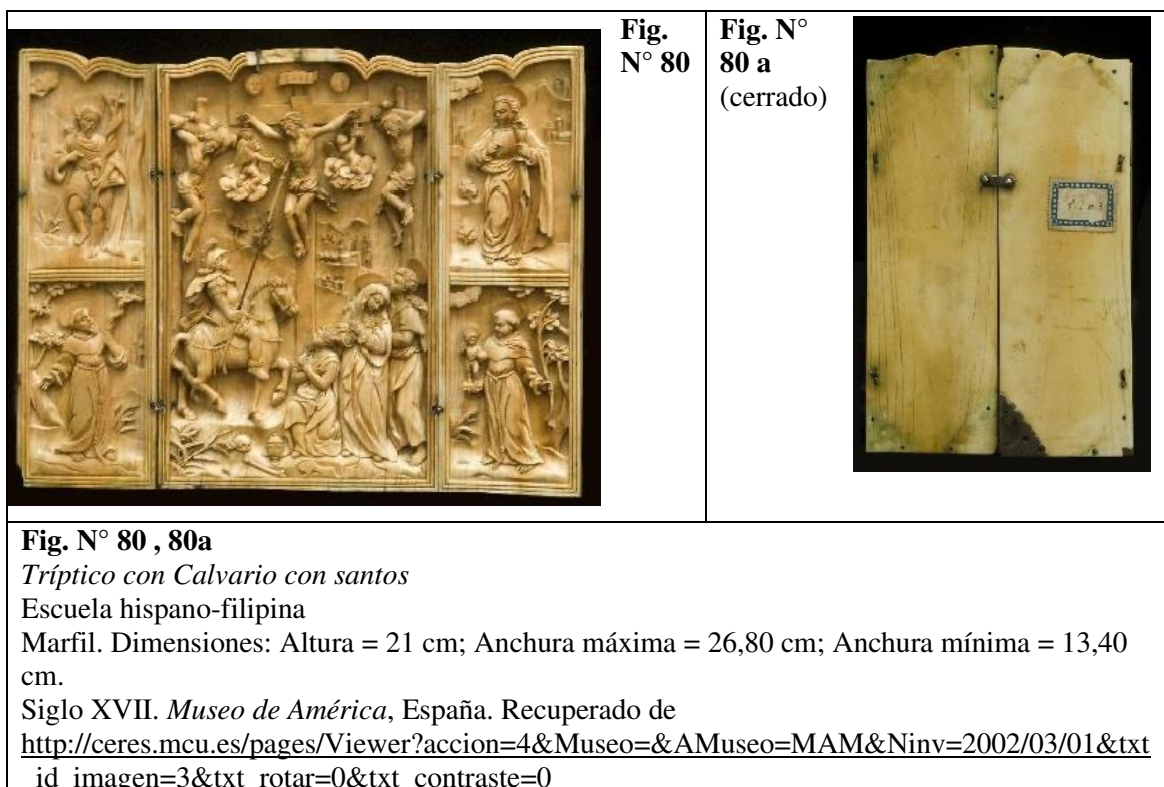 Fig.
N° 80
Fig. N°
80 a
(cerrado)
Fig. N° 80 , 80a
Tríptico con Calvario con santos
Escuela hispano-filipina
Marfil. Dimensiones: Altura = 21 cm; Anchura máxima = 26,80 cm; Anchura mínima = 13,40
cm.
Siglo XVII. Museo de América, España. Recuperado de
http://ceres.mcu.es/pages/Viewer?accion=4&Museo=&AMuseo=MAM&Ninv=2002/03/01&txt
_id_imagen=3&txt_rotar=0&txt_contraste=0